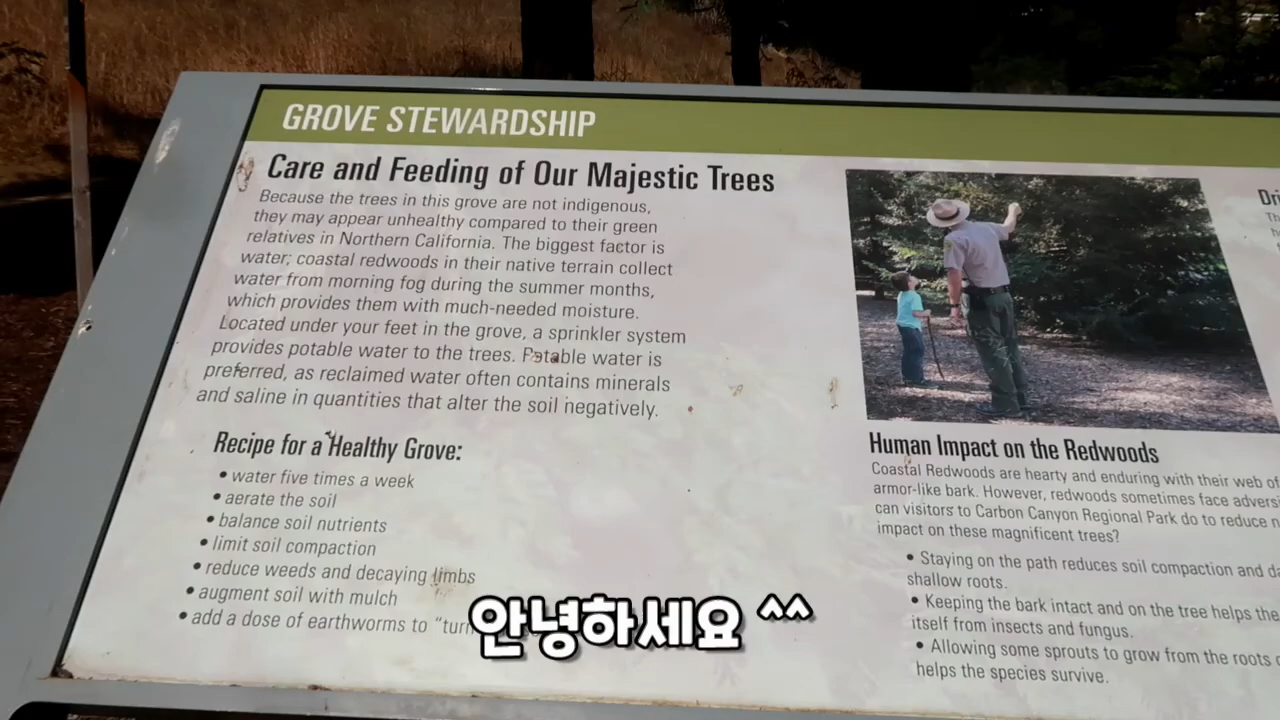 GROVE STEWARDSHIP
Care and Feeding of Our Majestic Trees
Because the trees in this grove are not indigenous,
they may appear unhealthy compared to their green
relatives in Northern California. The biggest factor is
water; coastal redwoods in their native terrain collect
water from morning fog during the summer months,
which provides them with much-needed moisture.
Located under your feet in the grove, a sprinkler system
provides potable water to the trees. Potable water is
preferred, as reclaimed water often contains minerals
and saline in quantities that alter the soil negatively.
Recipe for a Healthy Grove:
• water five times a week
• aerate the soil
• balance soil nutrients
• limit soil compaction
• reduce weeds and decaying limbs
• augment soil with mulch
• add a dose of earthworms to “turn
Human Impact on the Redwoods
Coastal Redwoods are hearty and enduring with their web of
armor-like bark. However, redwoods sometimes face
can visitors to Carbon Canyon Regional Park do to reduce
impact on these magnificent trees?
• Staying on the path reduces soil compaction and
shallow roots.
• Keeping the bark intact and on the tree helps the
itself from insects and fungus.
• Allowing some sprouts to grow from the roots
helps the species survive.
안녕하세요 ^^